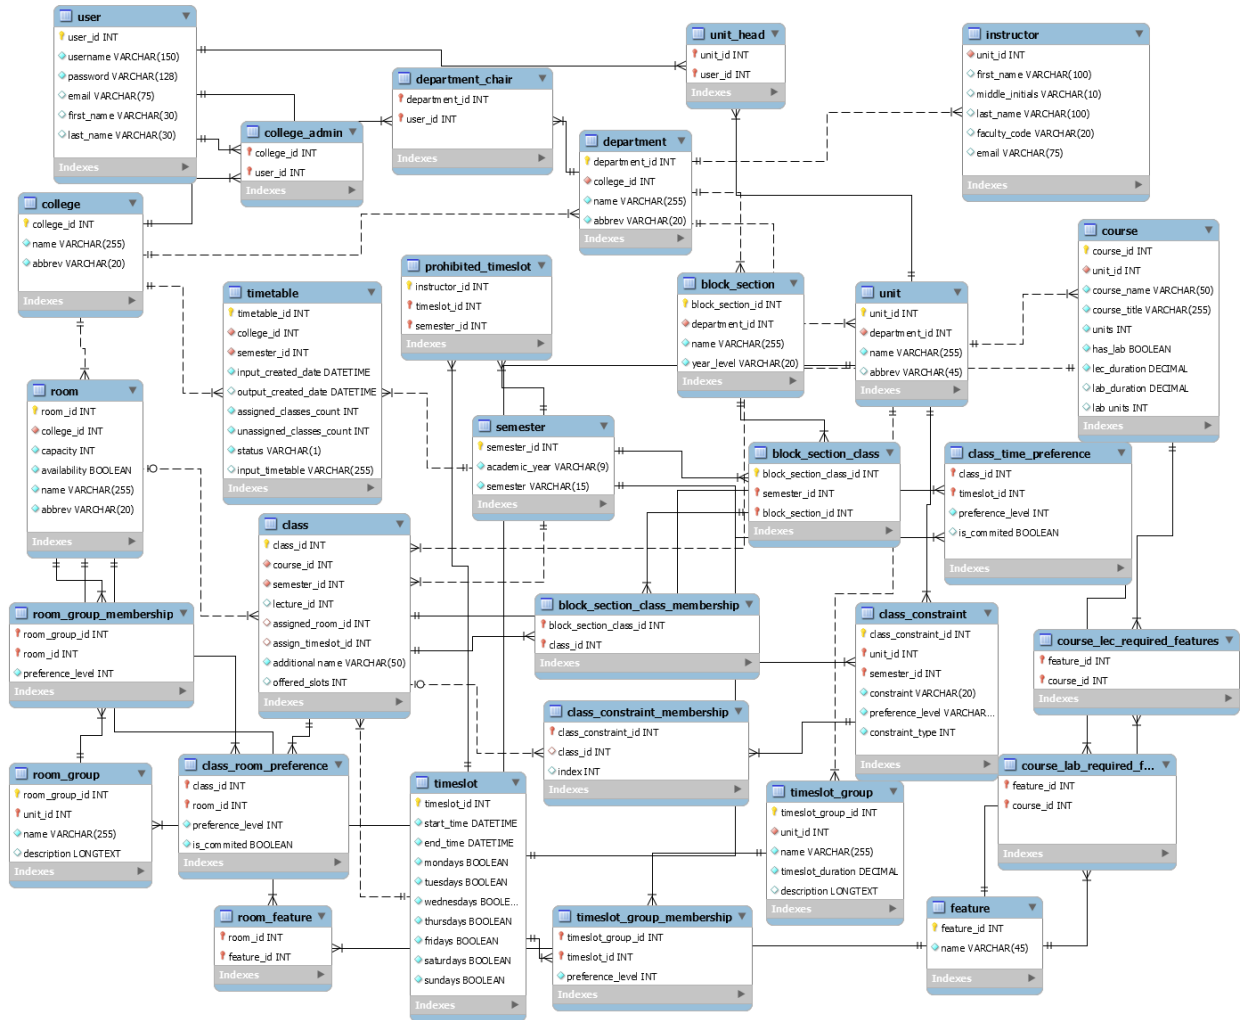 user
user_id INT
username VARCHAR(150)
password VARCHAR(128)
email VARCHAR(75)
first_name VARCHAR(30)
last_name VARCHAR(30)
Indexes
unit_head
unit_id INT
user_id INT
Indexes
instructor
unit_id INT
first_name VARCHAR(100)
middle_initials VARCHAR(10)
last_name VARCHAR(100)
faculty_code VARCHAR(20)
email VARCHAR(75)
Indexes
department_chair
department_id INT
user_id INT
Indexes
college_admin
college_id INT
user_id INT
Indexes
department
department_id INT
college_id INT
name VARCHAR(255)
abbrev VARCHAR(20)
Indexes
college
college_id INT
name VARCHAR(255)
abbrev VARCHAR(20)
Indexes
course
course_id INT
unit_id INT
course_name VARCHAR(50)
course_title VARCHAR(255)
units INT
has_lab BOOLEAN
lec_duration DECIMAL
lab_duration DECIMAL
lab units INT
Indexes
prohibited_timeslot
instructor_id INT
timeslot_id INT
semester_id INT
Indexes
timetable
timetable_id INT
college_id INT
semester_id INT
input_created_date DATETIME
output_created_date DATETIME
assigned_classes_count INT
unassigned_classes_count INT
status VARCHAR(1)
input_timetable VARCHAR(255)
Indexes
block_section
block_section_id INT
department_id INT
name VARCHAR(255)
year_level VARCHAR(20)
Indexes
unit
unit_id INT
department_id INT
name VARCHAR(255)
abbrev VARCHAR(45)
Indexes
room
room_id INT
college_id INT
capacity INT
availability BOOLEAN
name VARCHAR(255)
abbrev VARCHAR(20)
Indexes
semester
semester_id INT
academic_year VARCHAR(9)
semester VARCHAR(15)
Indexes
block_section_class
block_section_class_id INT
semester_id INT
block_section_id INT
Indexes
class_time_preference
class_id INT
timeslot_id INT
preference_level INT
is_commited BOOLEAN
Indexes
class
class_id INT
course_id INT
semester_id INT
lecture_id INT
assigned_room_id INT
assign_timeslot_id INT
additional name VARCHAR(50)
offered_slots INT
Indexes
room_group_membership
room_group_id INT
room_id INT
preference_level INT
Indexes
block_section_class_membership
block_section_class_id INT
class_id INT
Indexes
class_constraint
class_constraint_id INT
unit_id INT
semester_id INT
constraint VARCHAR(20)
preference_level VARCHAR...
constraint_type INT
Indexes
course_lec_required_features
feature_id INT
course_id INT
Indexes
class_constraint_membership
class_constraint_id INT
class_id INT
index INT
Indexes
room_group
room_group_id INT
unit_id INT
name VARCHAR(255)
description LONGTEXT
Indexes
class_room_preference
class_id INT
room_id INT
preference_level INT
is_commited BOOLEAN
Indexes
timeslot
timeslot_id INT
start_time DATETIME
end_time DATETIME
mondays BOOLEAN
tuesdays BOOLEAN
wednesdays BOOLE...
thursdays BOOLEAN
fridays BOOLEAN
saturdays BOOLEAN
sundays BOOLEAN
Indexes
timeslot_group
timeslot_group_id INT
unit_id INT
name VARCHAR(255)
timeslot_duration DECIMAL
description LONGTEXT
Indexes
course_lab_required_f...
feature_id INT
course_id INT
Indexes
room_feature
room_id INT
feature_id INT
Indexes
timeslot_group_membership
timeslot_group_id INT
timeslot_id INT
preference_level INT
Indexes
feature
feature_id INT
name VARCHAR(45)
Indexes